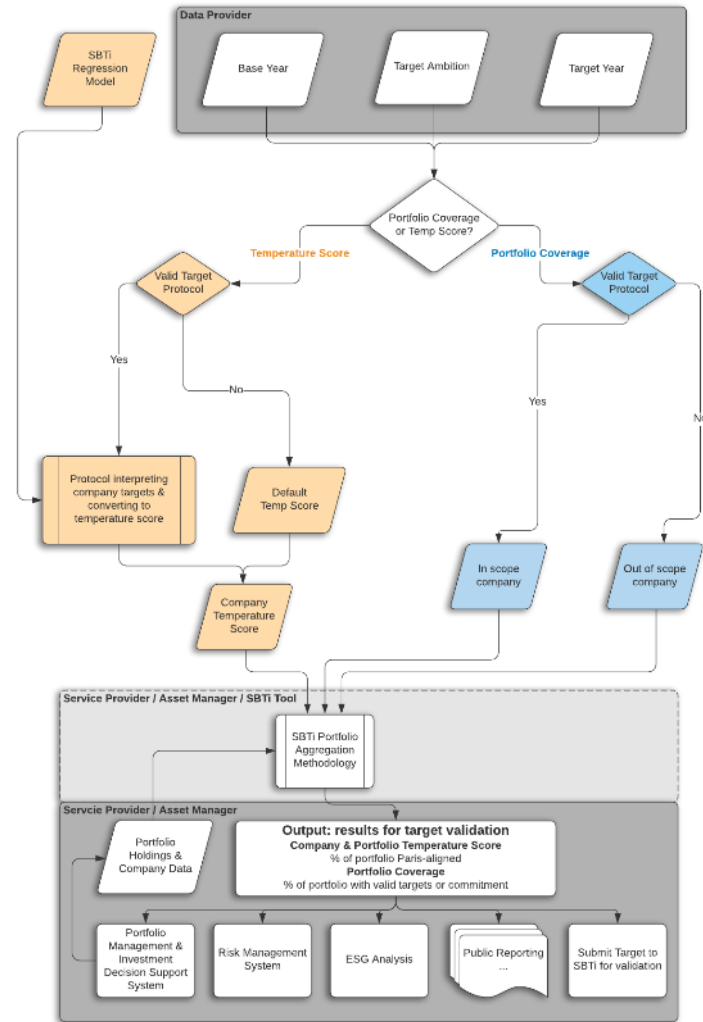 Data Provider
SBTi
Regression
Model
Base Year
Target Ambition
Target Year
Portfolio Coverage
or Temp Score?
Temperature Score
Portfolio Coverage
Valid Target
Protocol
Valid Target
Protocol
Yes
No
Yes
Protocol interpreting
company targets &
converting to
temperature score
Default
Temp Score
In scope
company
Out of scope
company
Company
Temperature
Score
Service Provider / Asset Manager / SBTi Tool
SBTi Portfolio
Aggregation
Methodology
Servcie Provider / Asset Manager
Portfolio
Holdings &
Company Data
Output: results for target validation
Company & Portfolio Temperature Score
% of portfolio Paris-aligned
Portfolio Coverage
% of portfolio with valid targets or commitment
Portfolio
Management &
Investment
Decision Support
System
Risk Management
System
ESG Analysis
Public Reporting
...
Submit Target to
SBTi for validation